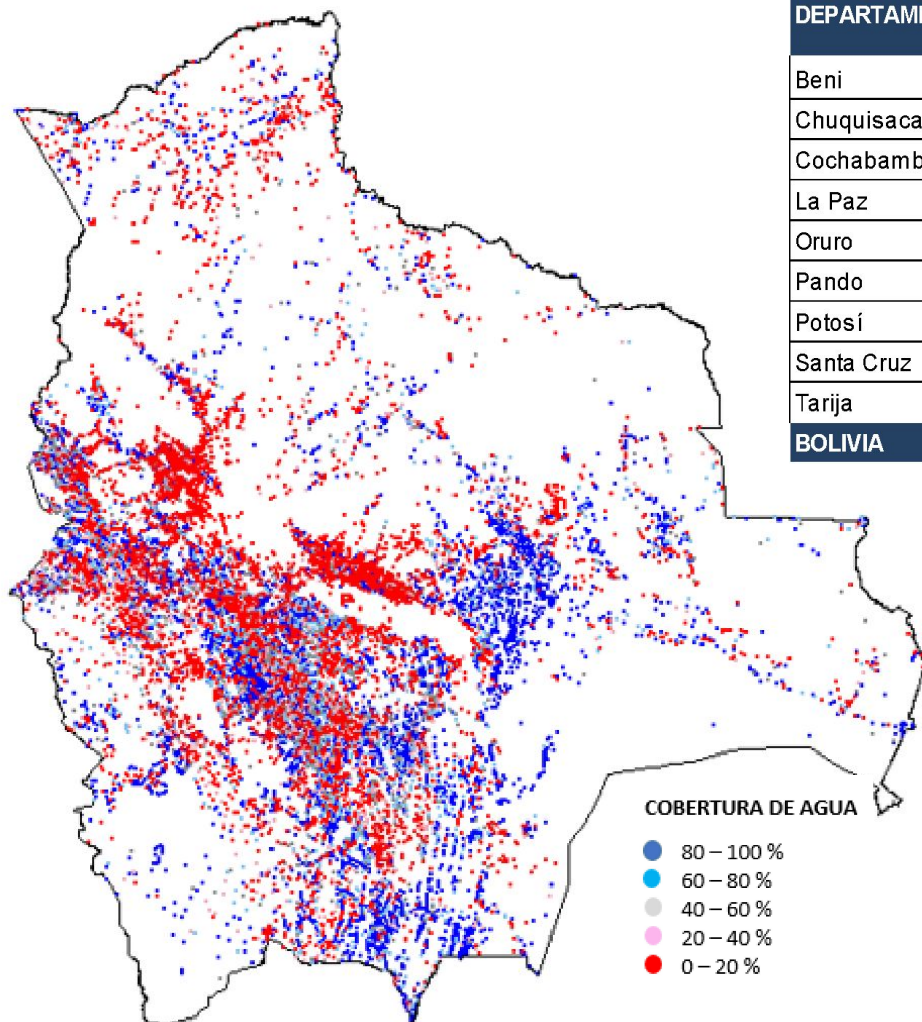 DEPARTAM
Beni
Chuquisaca
Cochabamb
La Paz
Oruro
Pando
Potosí
Santa Cruz
Tarija
BOLIVIA
COBERTURA DE AGUA
80 – 100 %
60 – 80 %
40 – 60 %
20 – 40 %
0 – 20 %